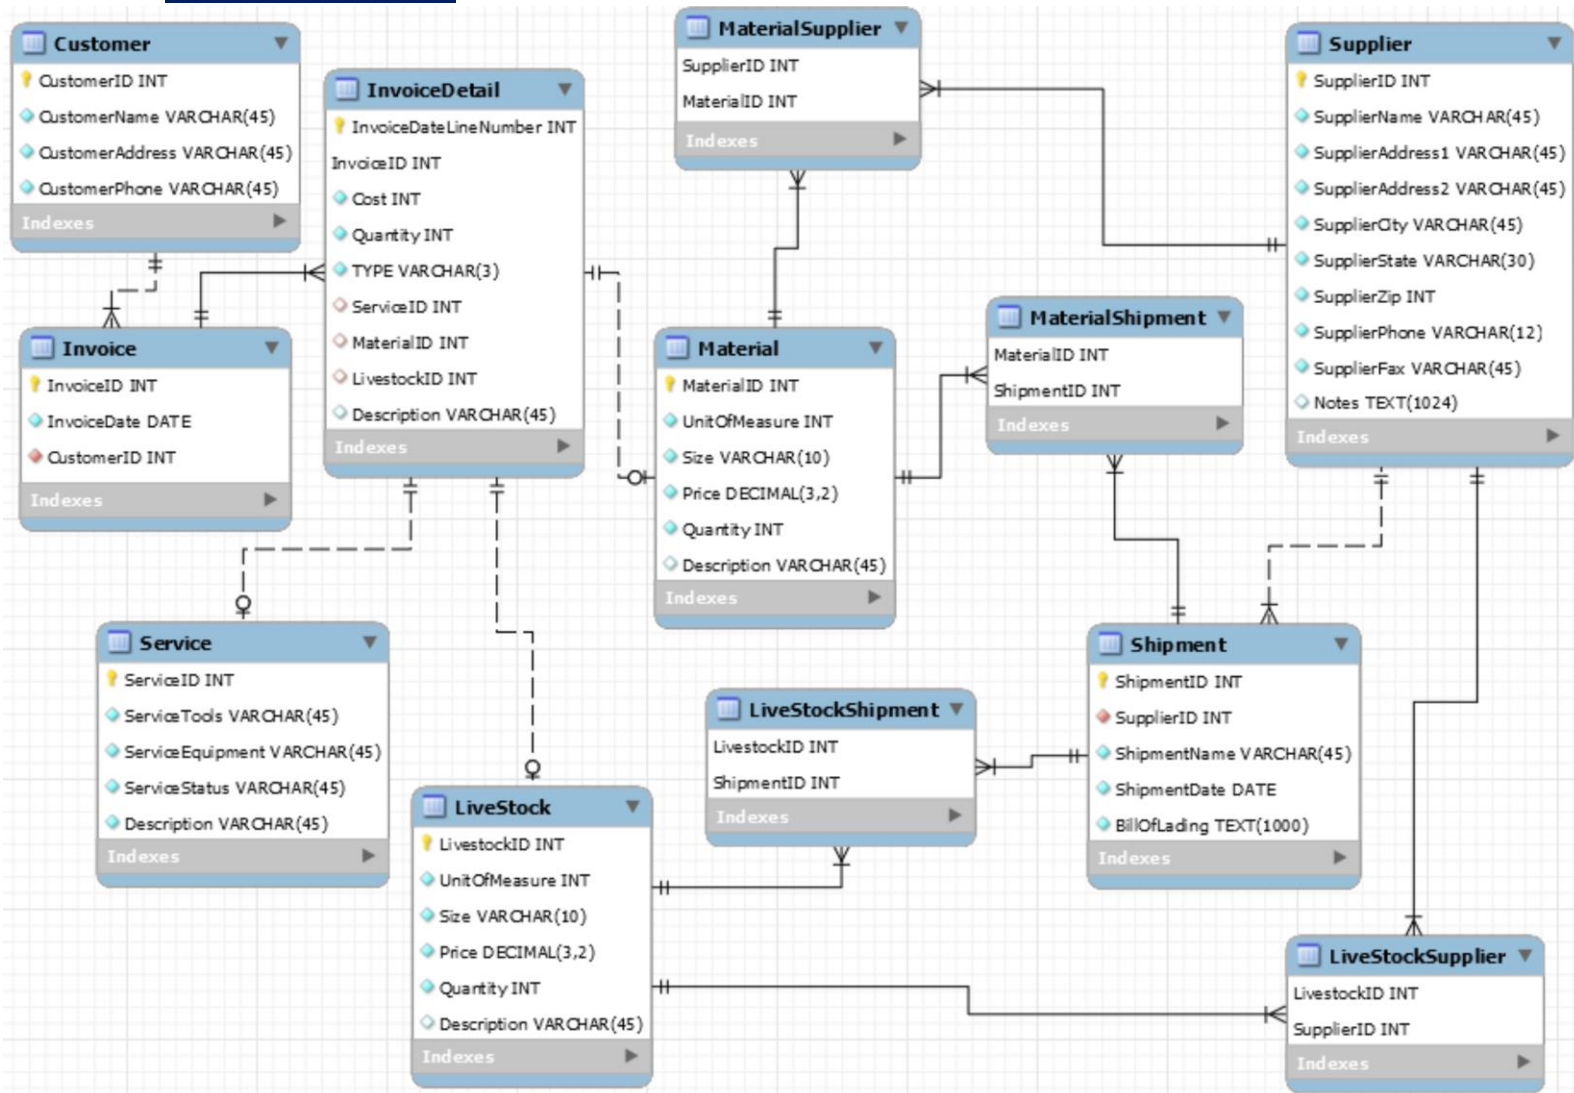 Customer
CustomerID INT
CustomerName VARCHAR(45)
CustomerAddress VARCHAR(45)
CustomerPhone VARCHAR(45)
Indexes
InvoiceDetail
InvoiceDateLineNumber INT
InvoiceID INT
Cost INT
Quantity INT
TYPE VARCHAR(3)
ServiceID INT
MaterialID INT
LivestockID INT
Description VARCHAR(45)
Indexes
MaterialSupplier
SupplierID INT
MaterialID INT
Indexes
Supplier
SupplierID INT
SupplierName VARCHAR(45)
SupplierAddress1 VARCHAR(45)
SupplierAddress2 VARCHAR(45)
SupplierCity VARCHAR(45)
SupplierState VARCHAR(30)
SupplierZip INT
SupplierPhone VARCHAR(12)
SupplierFax VARCHAR(45)
Notes TEXT(1024)
Indexes
Invoice
InvoiceID INT
InvoiceDate DATE
CustomerID INT
Indexes
Material
MaterialID INT
UnitOfMeasure INT
Size VARCHAR(10)
Price DECIMAL(3,2)
Quantity INT
Description VARCHAR(45)
Indexes
MaterialShipment
MaterialID INT
ShipmentID INT
Indexes
Service
ServiceID INT
ServiceTools VARCHAR(45)
ServiceEquipment VARCHAR(45)
ServiceStatus VARCHAR(45)
Description VARCHAR(45)
Indexes
LiveStock
LivestockID INT
UnitOfMeasure INT
Size VARCHAR(10)
Price DECIMAL(3,2)
Quantity INT
Description VARCHAR(45)
Indexes
LiveStockShipment
LivestockID INT
ShipmentID INT
Indexes
Shipment
ShipmentID INT
SupplierID INT
ShipmentName VARCHAR(45)
ShipmentDate DATE
BillOfLading TEXT(1000)
Indexes
LiveStockSupplier
LivestockID INT
SupplierID INT
Indexes